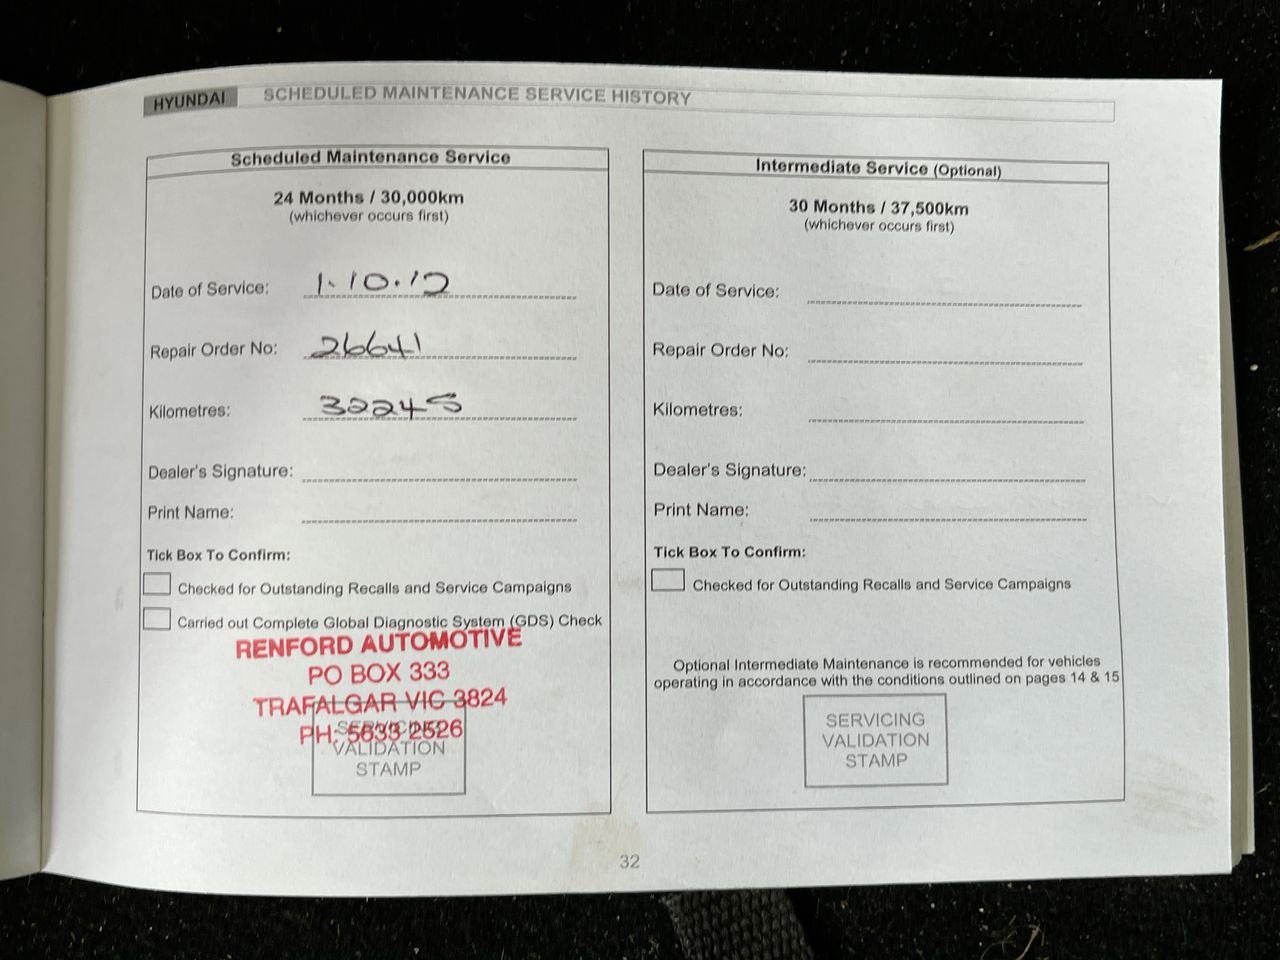 HYUNDAI SCHEDULED MAINTENANCE SERVICE HISTORY
Scheduled Maintenance Service
24 Months / 30,000km
(whichever occurs first)
Date of Service: 1.10.12
Repair Order No: 26641
Kilometres: 32245
Dealer's Signature:
Print Name:
Tick Box To Confirm:
Checked for Outstanding Recalls and Service Campaigns
Carried out Complete Global Diagnostic System (GDS) Check
RENFORD AUTOMOTIVE
PO BOX 333
TRAFALGAR VIC 3824
PH: 5633 2526
SERVICING
VALIDATION
STAMP
Intermediate Service (Optional)
30 Months / 37,500km
(whichever occurs first)
Date of Service:
Repair Order No:
Kilometres:
Dealer's Signature:
Print Name:
Tick Box To Confirm:
Checked for Outstanding Recalls and Service Campaigns
Optional Intermediate Maintenance is recommended for vehicles
operating in accordance with the conditions outlined on pages 14 & 15
SERVICING
VALIDATION
STAMP
32